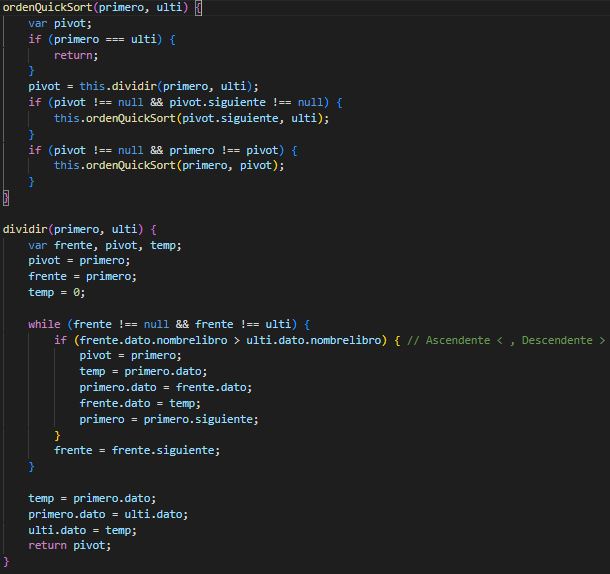 ordenQuickSort(primero, ulti) {
    var pivot;
    if (primero === ulti) {
        return;
    }
    pivot = this.dividir(primero, ulti);
    if (pivot !== null && pivot.siguiente !== null) {
        this.ordenQuickSort(pivot.siguiente, ulti);
    }
    if (pivot !== null && primero !== pivot) {
        this.ordenQuickSort(primero, pivot);
    }
}

dividir(primero, ulti) {
    var frente, pivot, temp;
    pivot = primero;
    frente = primero;
    temp = 0;

    while (frente !== null && frente !== ulti) {
        if (frente.dato.nombrelibro > ulti.dato.nombrelibro) { // Ascendente < , Descendente >
            pivot = primero;
            temp = primero.dato;
            primero.dato = frente.dato;
            frente.dato = temp;
            primero = primero.siguiente;
        }
        frente = frente.siguiente;
    }

    temp = primero.dato;
    primero.dato = ulti.dato;
    ulti.dato = temp;
    return pivot;
}